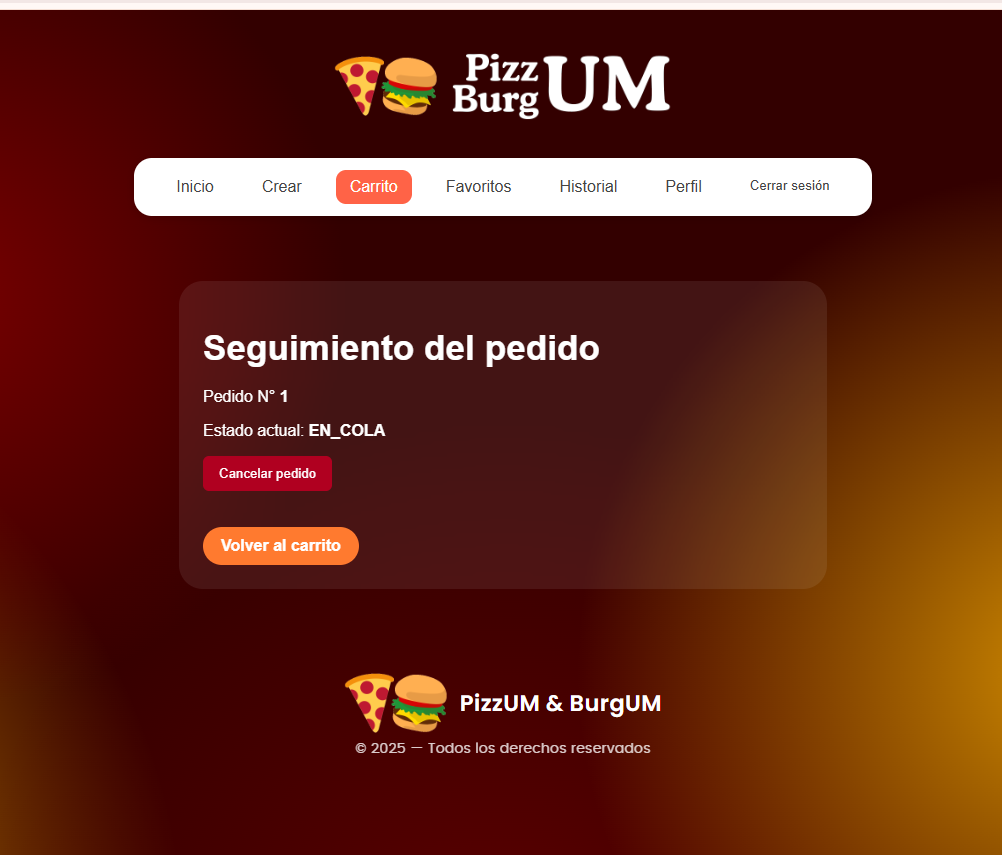 Pizz
Burg UM
Inicio Crear Carrito Favoritos Historial Perfil Cerrar sesión
Seguimiento del pedido
Pedido N° 1
Estado actual: EN_COLA
Cancelar pedido
Volver al carrito
PizzUM & BurgUM
© 2025 — Todos los derechos reservados